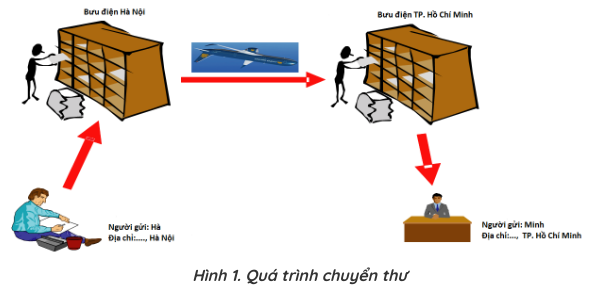 Bưu điện Hà Nội
Bưu điện TP. Hồ Chí Minh
Người gửi: Hà
Địa chỉ:...., Hà Nội
Người gửi: Minh
Địa chỉ:..., TP. Hồ Chí Minh
Hình 1. Quá trình chuyển thư